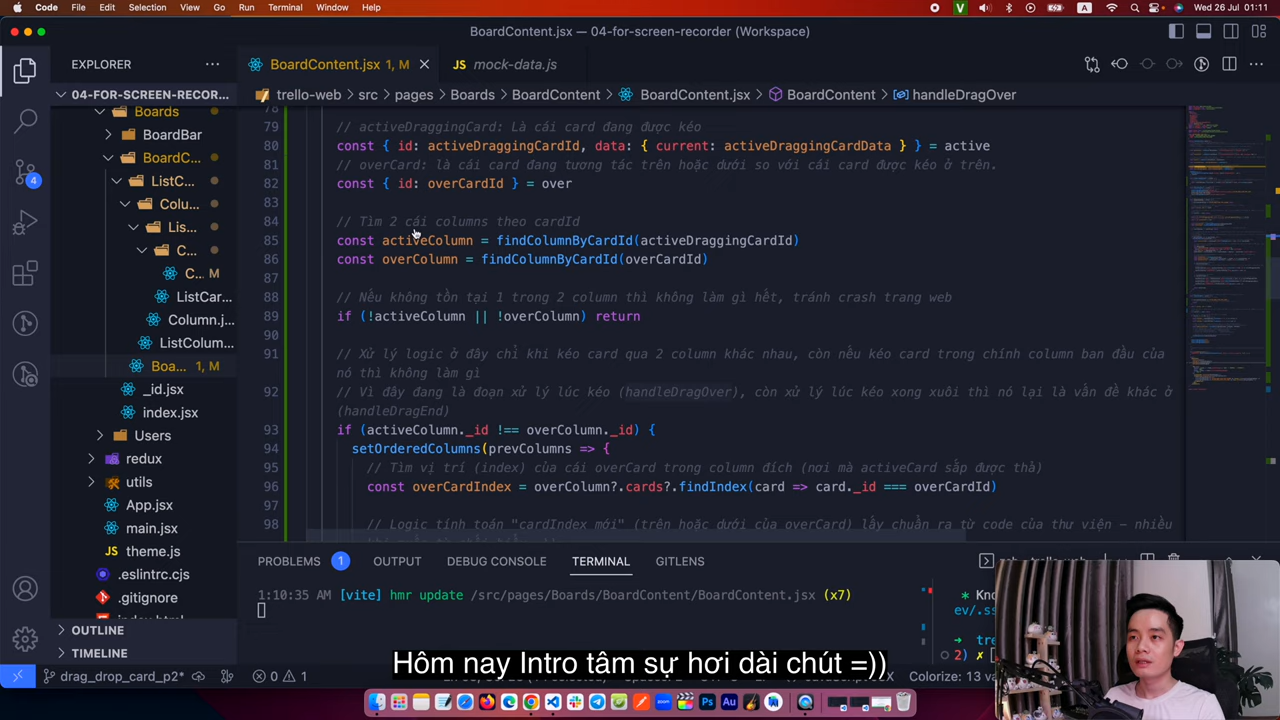 Code File Edit Selection View Go Run Terminal Window Help
V A Wed 26 Jul 01:11
BoardContent.jsx — 04-for-screen-recorder (Workspace)
EXPLORER
BoardContent.jsx 1, M
JS mock-data.js
04-FOR-SCREEN-RECOR...
trello-web > src > pages > Boards > BoardContent > BoardContent.jsx > BoardContent > handleDragOver
Boards
BoardBar
BoardC...
ListC...
Colu...
Lis...
C...
C... M
ListCar...
Column.j...
ListColum...
Boa... 1, M
_id.jsx
index.jsx
Users
redux
utils
App.jsx
main.jsx
JS theme.js
.eslintrc.cjs
.gitignore
OUTLINE
TIMELINE
4
78
79 // activeDraggingCard: Là cái card đang được kéo
80 const { id: activeDraggingCardId, data: { current: activeDraggingCardData } } = active
81 // overCard: là cái card đang tương tác trên hoặc dưới so với cái card được kéo ở trên.
82 const { id: overCardId } = over
83
84 // Tìm 2 cái columns theo cardId
85 const activeColumn = findColumnByCardId(activeDraggingCardId)
86 const overColumn = findColumnByCardId(overCardId)
87
88 // Nếu không tồn tại 1 trong 2 column thì không làm gì hết, tránh crash trang web
89 if (!activeColumn || !overColumn) return
90
91 // Xử lý logic ở đây chỉ khi kéo card qua 2 column khác nhau, còn nếu kéo card trong chính column ban đầu của
nó thì không làm gì
92 // Vì đây đang là đoạn xử lý lúc kéo (handleDragOver), còn xử lý lúc kéo xong xuôi thì nó lại là vấn đề khác ở
(handleDragEnd)
93 if (activeColumn._id !== overColumn._id) {
94 setOrderedColumns(prevColumns => {
95 // Tìm vị trí (index) của cái overCard trong column đích (nơi mà activeCard sắp được thả)
96 const overCardIndex = overColumn?.cards?.findIndex(card => card._id === overCardId)
97
98 // Logic tính toán "cardIndex mới" (trên hoặc dưới của overCard) lấy chuẩn ra từ code của thư viện – nhiều
PROBLEMS 1 OUTPUT DEBUG CONSOLE TERMINAL GITLENS
1:10:35 AM [vite] hmr update /src/pages/Boards/BoardContent/BoardContent.jsx (x7)
* Kno
ev/.ss
→ tre
2) ✗
Hôm nay Intro tâm sự hơi dài chút =))
drag_drop_card_p2* 0 1
Colorize: 13 va